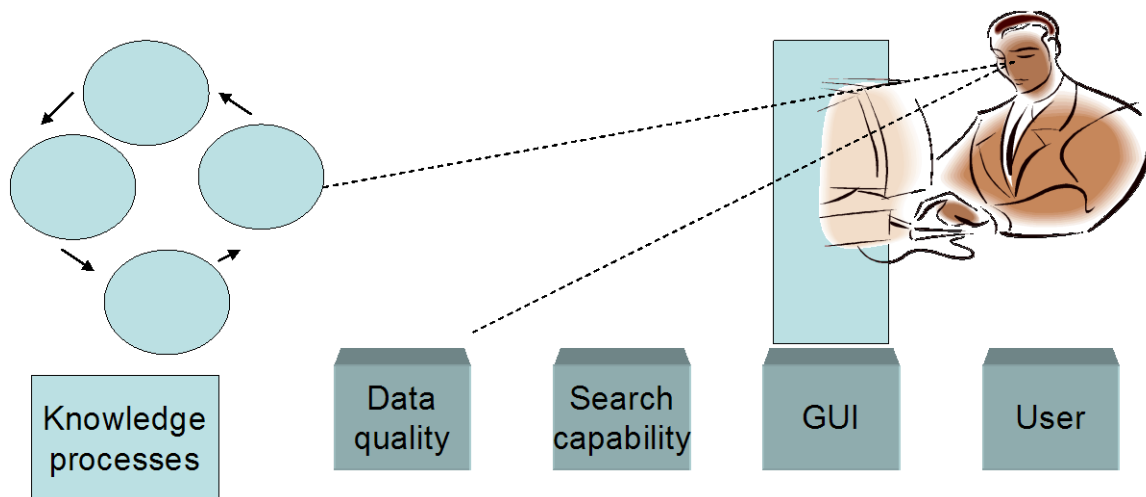 Knowledge
processes
Data
quality
Search
capability
GUI
User